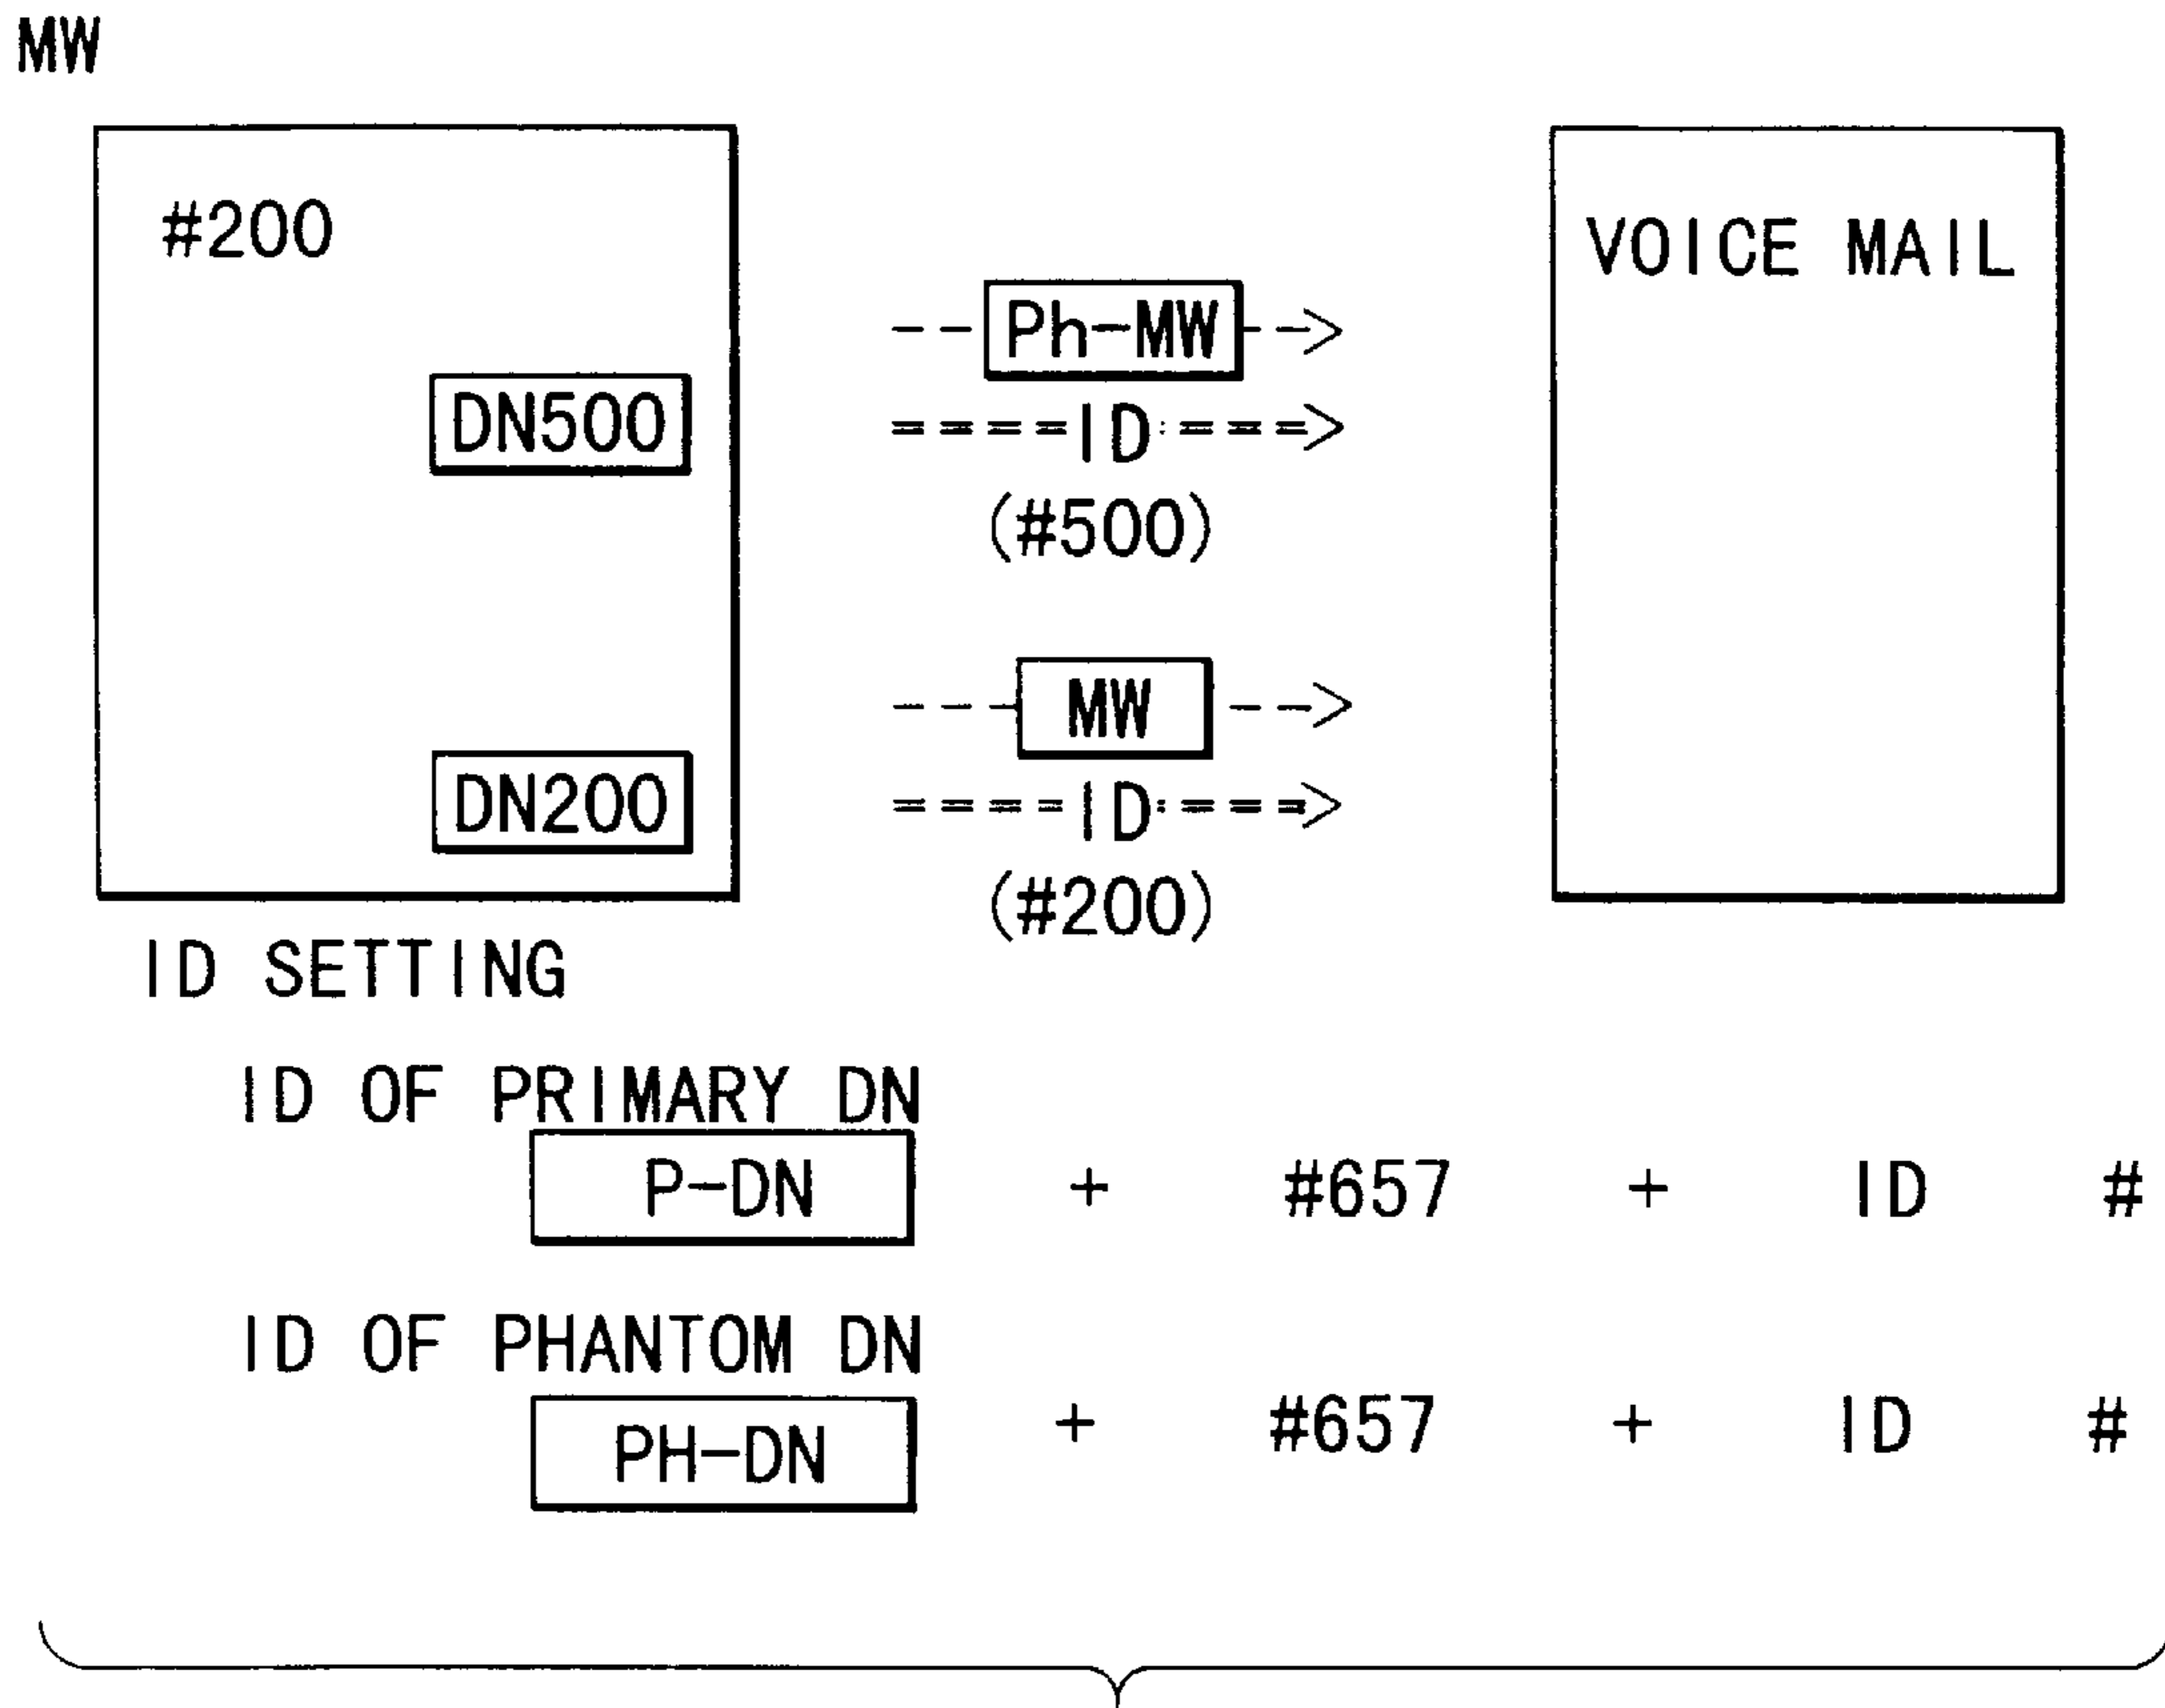 MW
#200
VOICE MAIL
--Ph-MW-->
DN500
====ID====>
(#500)
---MW-->
DN200
====ID====>
(#200)
ID SETTING
ID OF PRIMARY DN
P-DN + #657 + ID #
ID OF PHANTOM DN
PH-DN + #657 + ID #